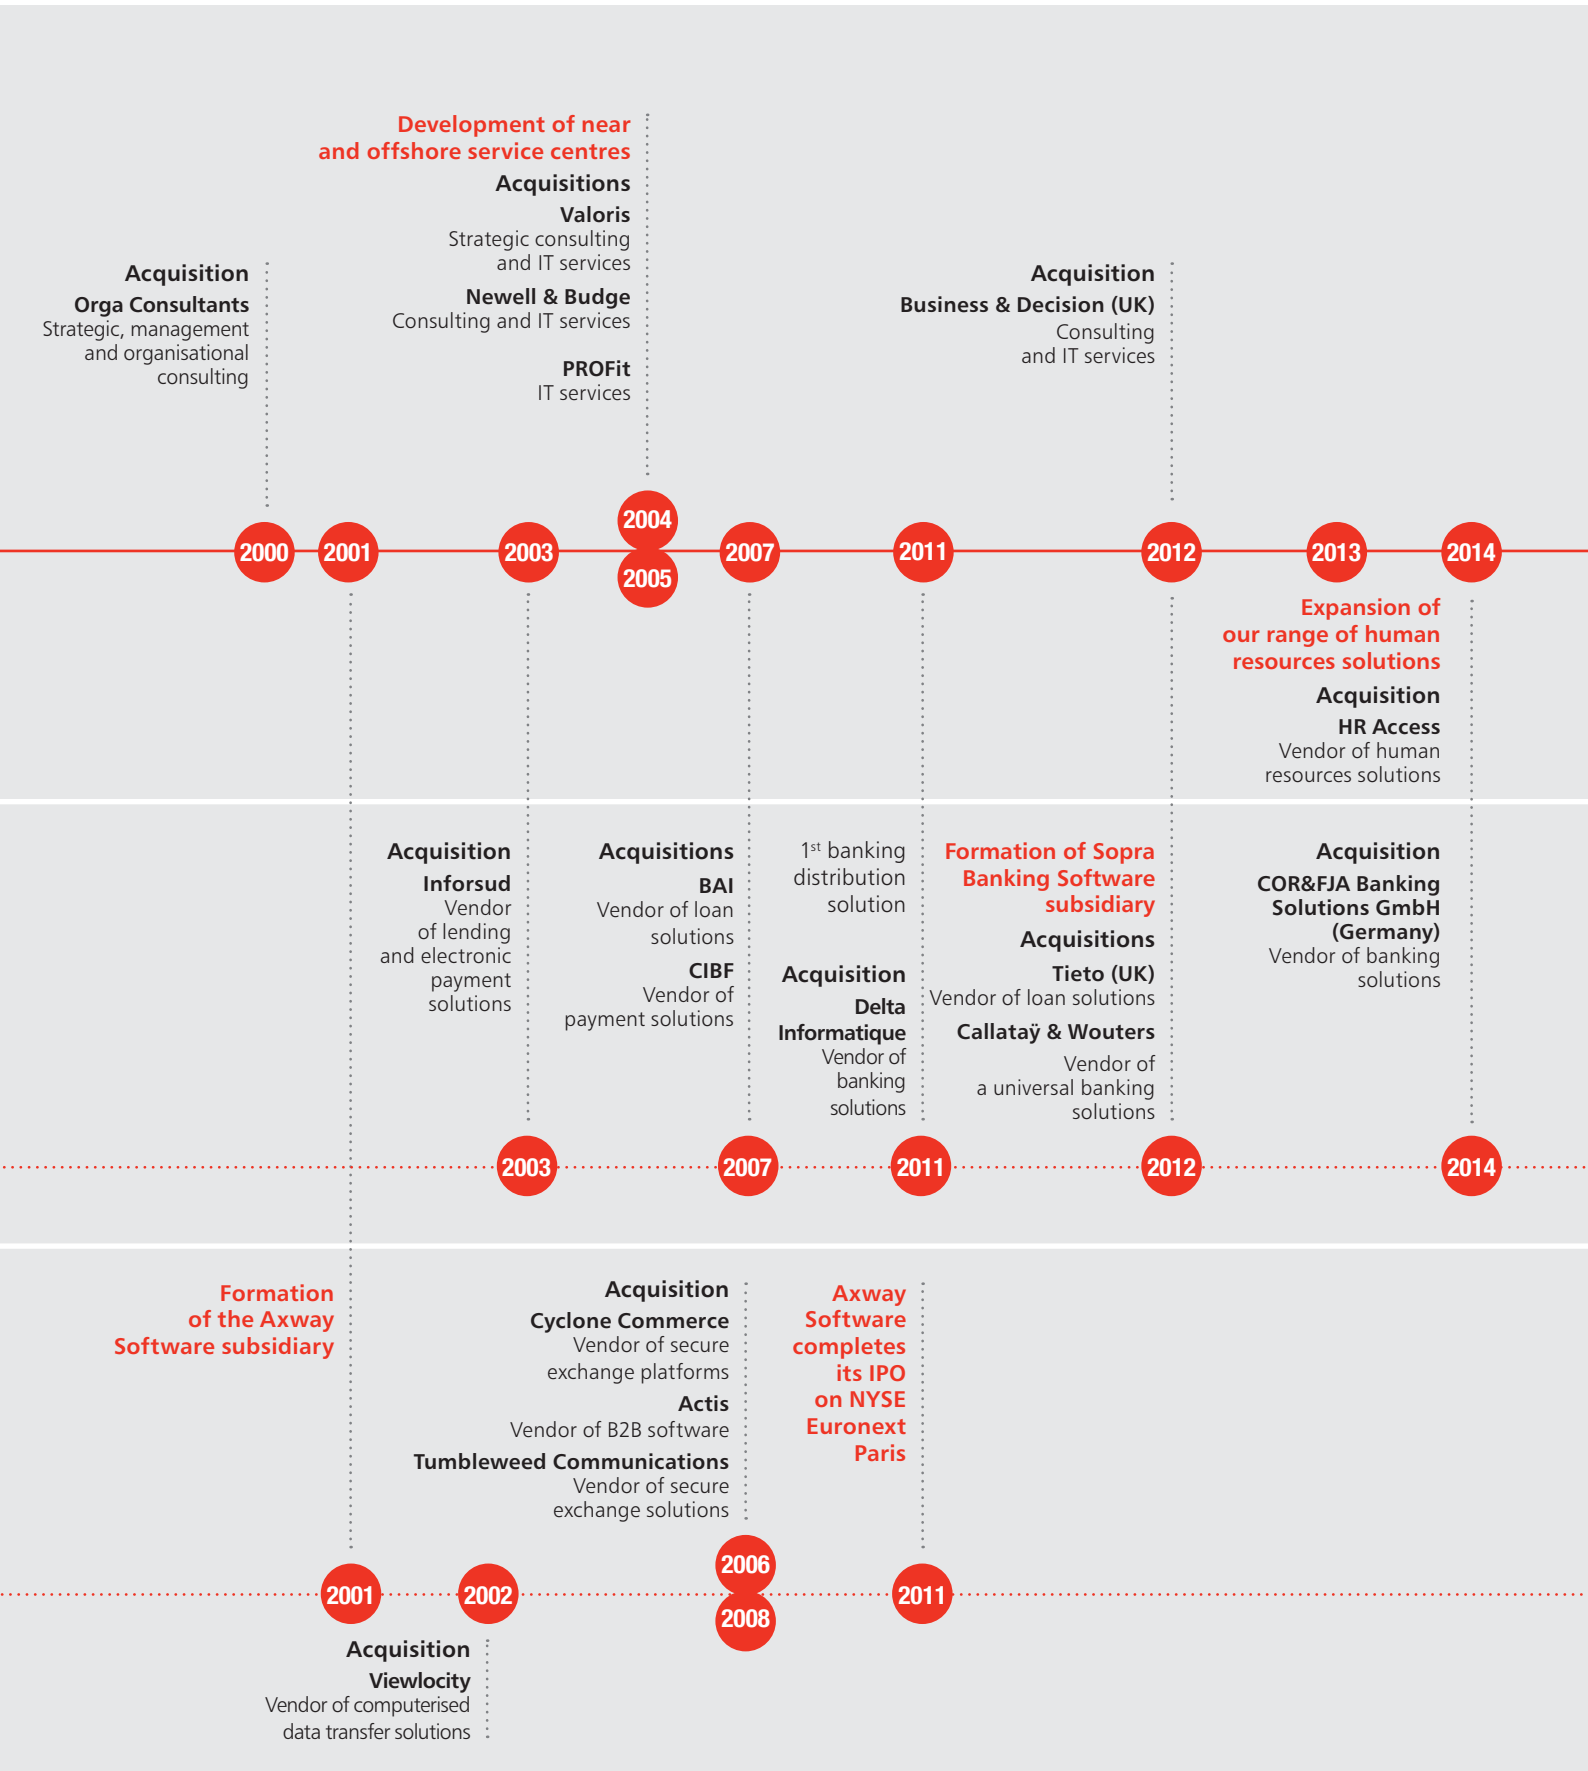 Development of near
and offshore service centres
Acquisitions
Valoris
Strategic consulting
and IT services
Newell & Budge
Consulting and IT services
PROFit
IT services
Acquisition
Orga Consultants
Strategic, management
and organisational
consulting
Acquisition
Business & Decision (UK)
Consulting
and IT services
2000
2001
2003
2004
2005
2007
2011
2012
2013
2014
Expansion of
our range of human
resources solutions
Acquisition
HR Access
Vendor of human
resources solutions
Acquisition
Inforsud
Vendor
of lending
and electronic
payment
solutions
Acquisitions
BAI
Vendor of loan
solutions
CIBF
Vendor of
payment solutions
1st banking
distribution
solution
Acquisition
Delta
Informatique
Vendor of
banking
solutions
Formation of Sopra
Banking Software
subsidiary
Acquisitions
Tieto (UK)
Vendor of loan solutions
Callataÿ & Wouters
Vendor of
a universal banking
solutions
Acquisition
COR&FJA Banking
Solutions GmbH
(Germany)
Vendor of banking
solutions
2003
2007
2011
2012
2014
Formation
of the Axway
Software subsidiary
Acquisition
Cyclone Commerce
Vendor of secure
exchange platforms
Actis
Vendor of B2B software
Tumbleweed Communications
Vendor of secure
exchange solutions
Axway
Software
completes
its IPO
on NYSE
Euronext
Paris
2001
2002
2006
2008
2011
Acquisition
Viewlocity
Vendor of computerised
data transfer solutions